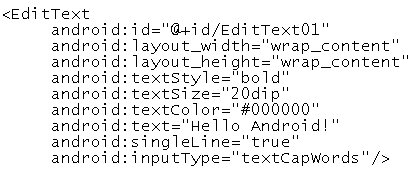 <EditText
android:id="@+id/EditText01"
android:layout_width="wrap_content"
android:layout_height="wrap_content"
android:textStyle="bold"
android:textSize="20dip"
android:textColor="#000000"
android:text="Hello Android!"
android:singleLine="true"
android:inputType="textCapWords"/>